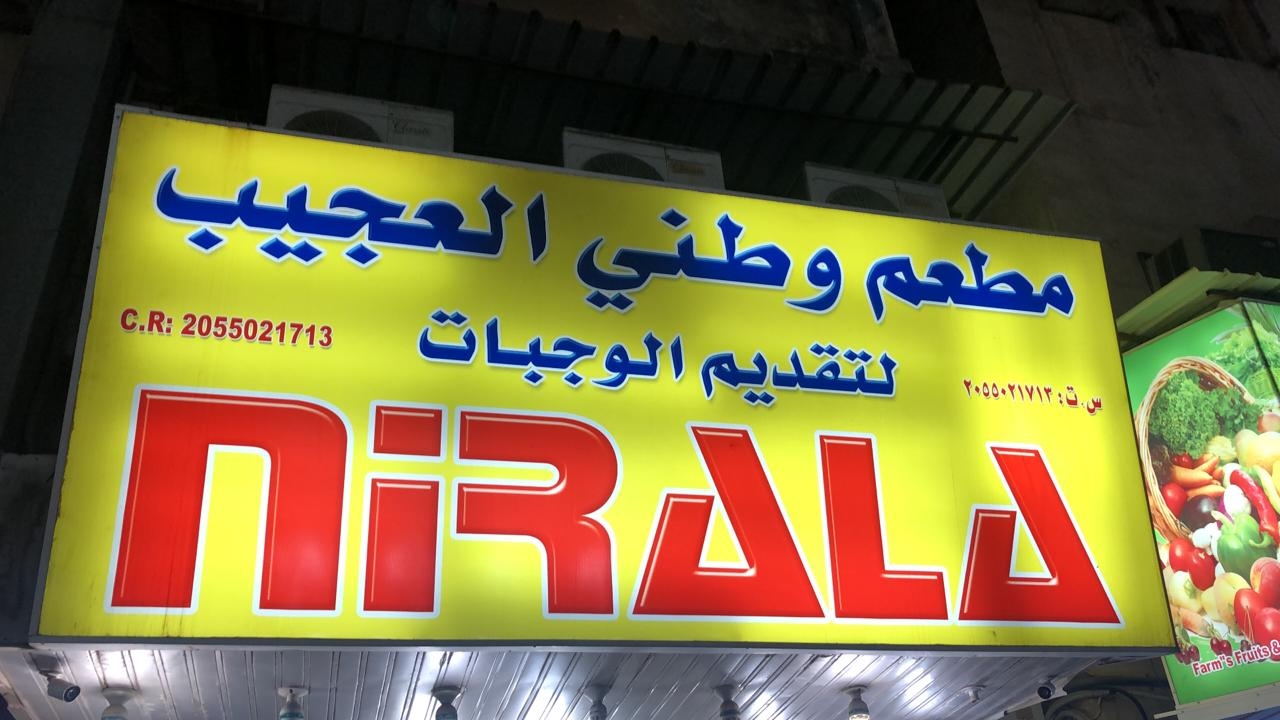 مطعم وطني العجيب
لتقديم الوجبات
C.R: 2055021713
س.ت: ٢٠٥٥٠٢١٧١٣
NiRALA
Farm"s Fruits &